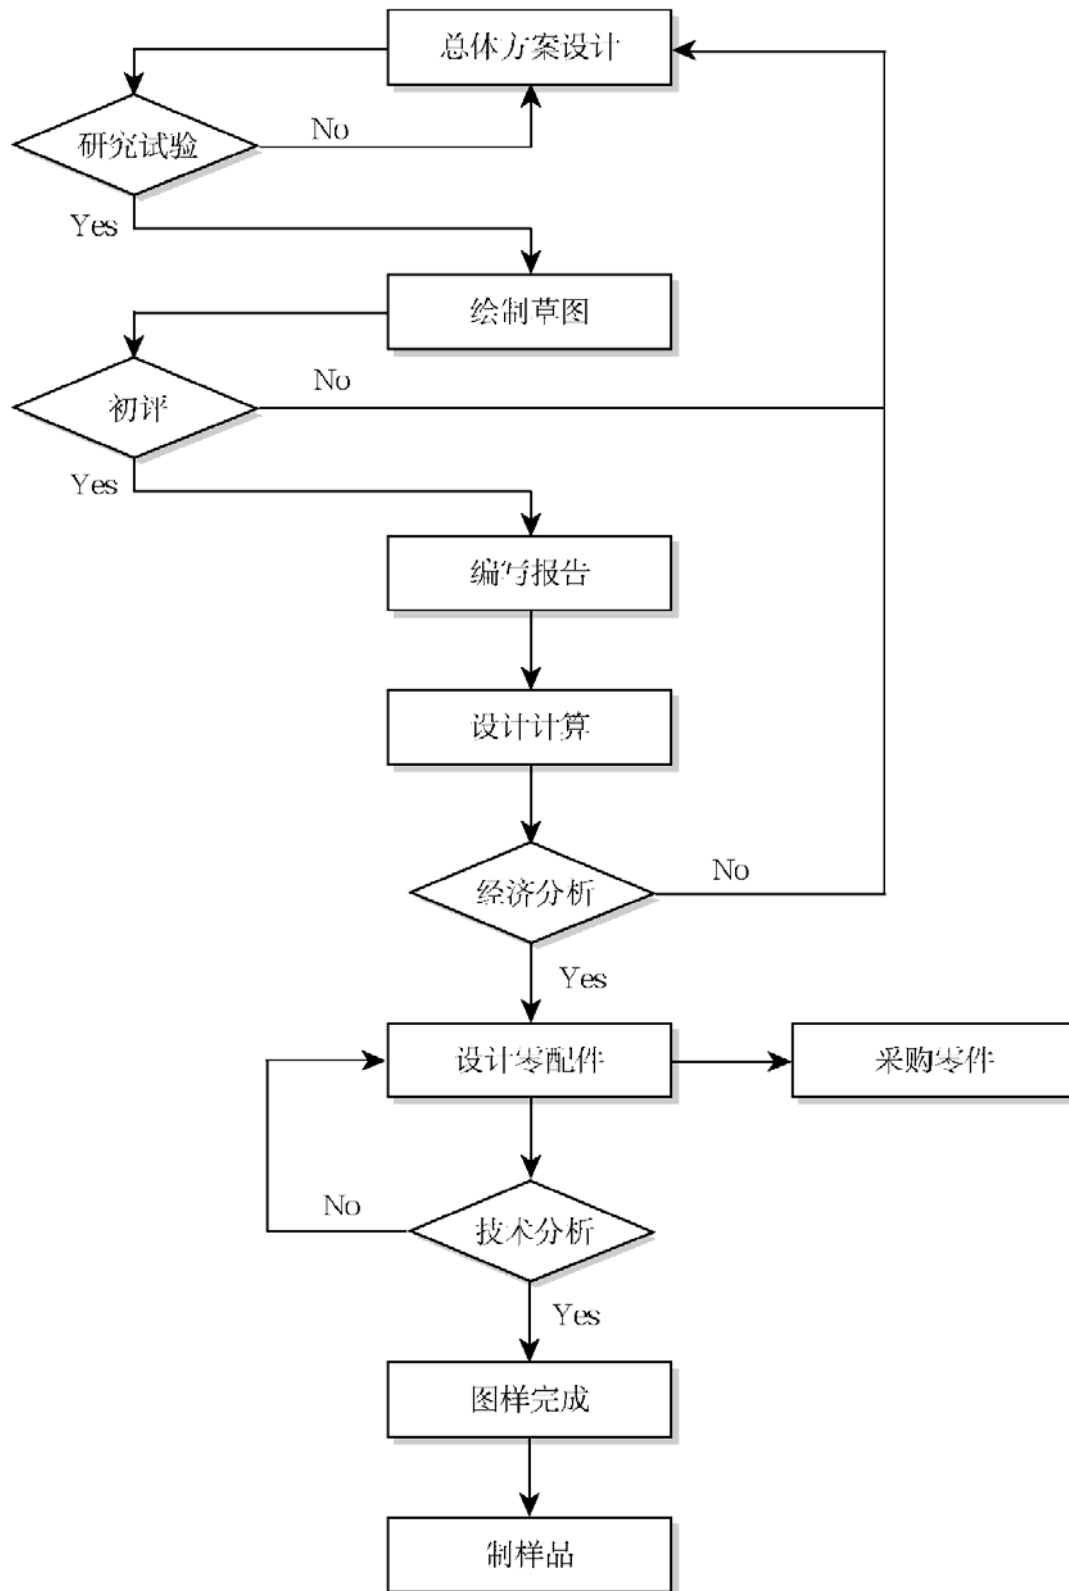 总体方案设计
研究试验
No
Yes
绘制草图
初评
No
Yes
编写报告
设计计算
经济分析
No
Yes
设计零配件
采购零件
No
技术分析
Yes
图样完成
制样品